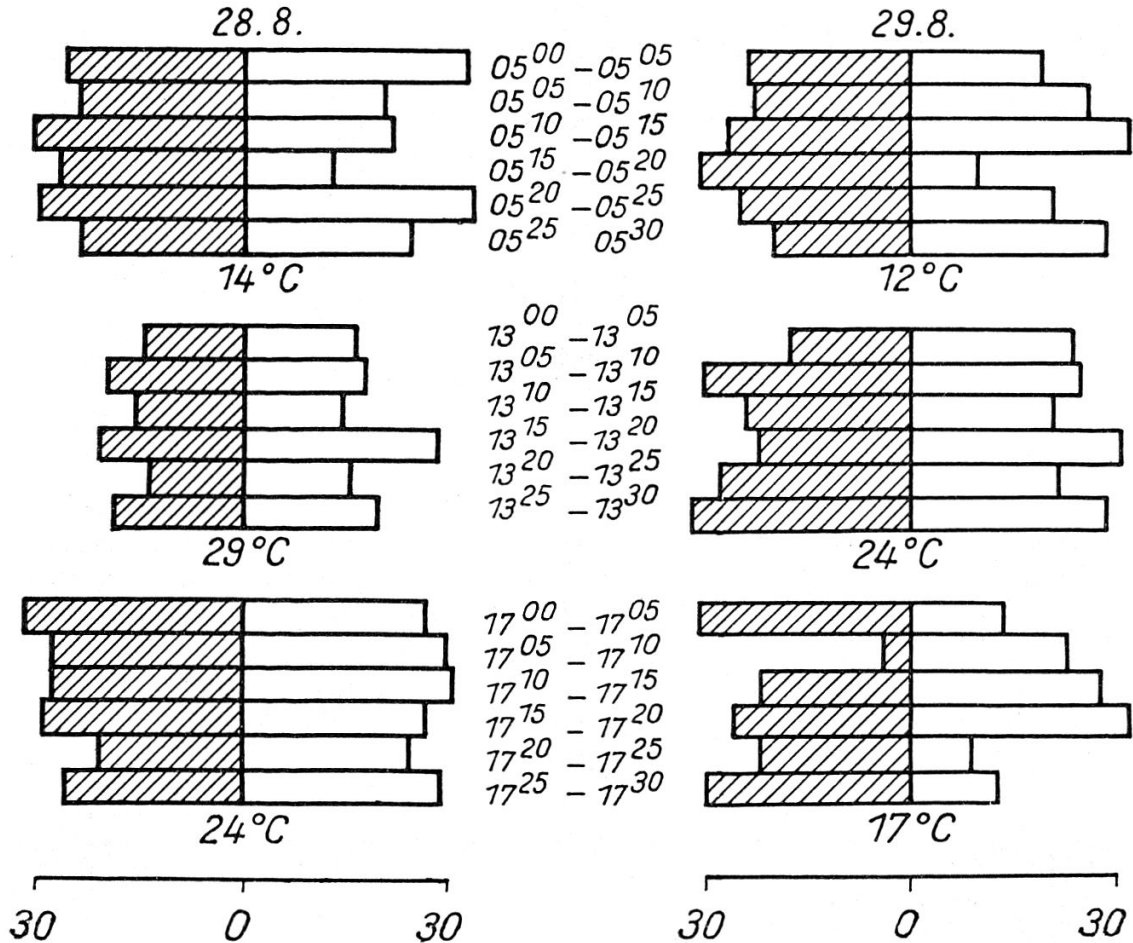 28.8. 29.8.
05⁰⁰ – 05⁰⁵
05⁰⁵ – 05¹⁰
05¹⁰ – 05¹⁵
05¹⁵ – 05²⁰
05²⁰ – 05²⁵
05²⁵ 05³⁰
14°C 12°C
13⁰⁰ – 13⁰⁵
13⁰⁵ – 13¹⁰
13¹⁰ – 13¹⁵
13¹⁵ – 13²⁰
13²⁰ – 13²⁵
13²⁵ – 13³⁰
29°C 24°C
17⁰⁰ – 17⁰⁵
17⁰⁵ – 17¹⁰
17¹⁰ – 17¹⁵
17¹⁵ – 17²⁰
17²⁰ – 17²⁵
17²⁵ – 17³⁰
24°C 17°C
30 0 30 30 0 30